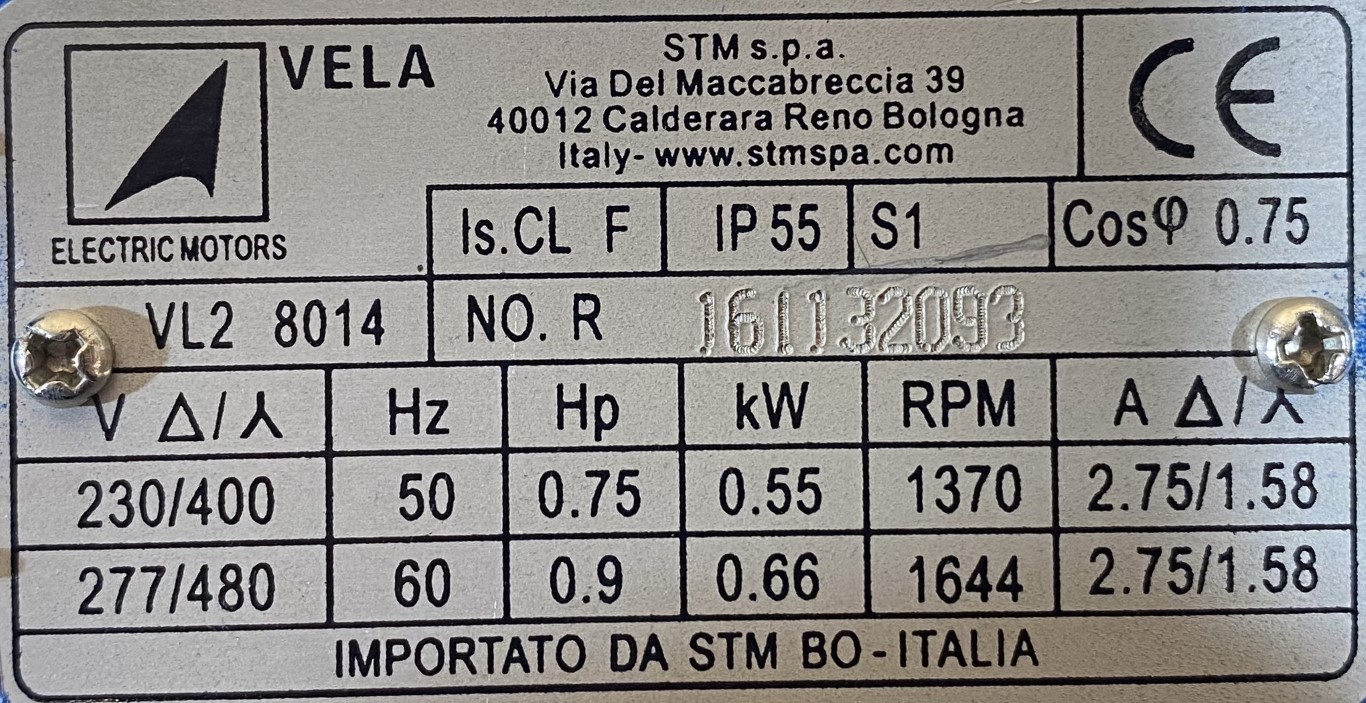 VELA
ELECTRIC MOTORS
STM s.p.a.
Via Del Maccabreccia 39
40012 Calderara Reno Bologna
Italy- www.stmspa.com
CE
Is.CL F IP 55 S1 Cosφ 0.75
VL2 8014 NO. R 161132093
V Δ/⅄ Hz Hp kW RPM A Δ/⅄
230/400 50 0.75 0.55 1370 2.75/1.58
277/480 60 0.9 0.66 1644 2.75/1.58
IMPORTATO DA STM BO-ITALIA